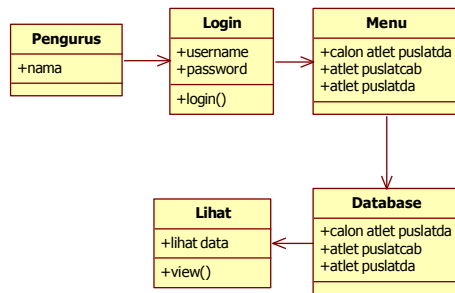 Pengurus
+nama
Login
+username
+password
+login()
Menu
+calon atlet puslatda
+atlet puslatcab
+atlet puslatda
Lihat
+lihat data
+view()
Database
+calon atlet puslatda
+atlet puslatcab
+atlet puslatda